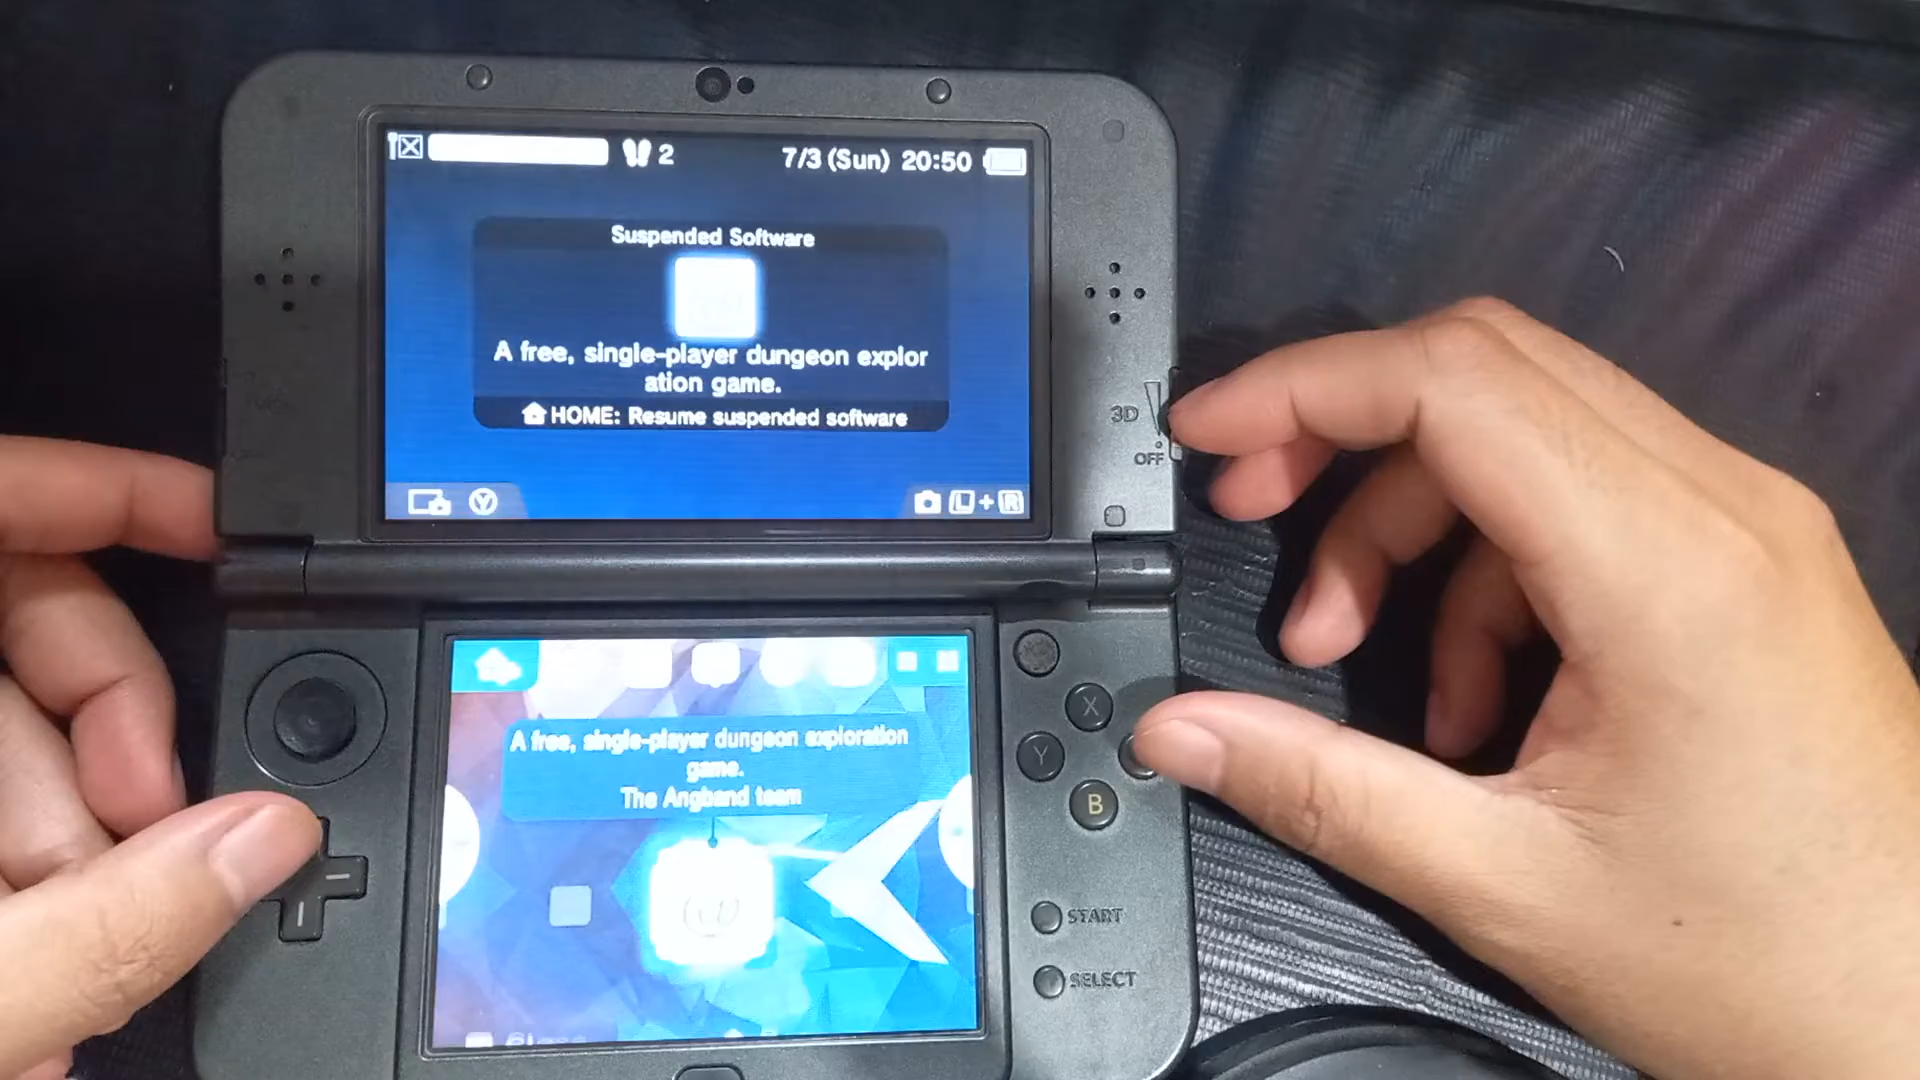 2
7/3 (Sun) 20:50
Suspended Software
A free, single-player dungeon explor
ation game.
HOME: Resume suspended software
Y
L + R
3D
OFF
A free, single-player dungeon exploration
game.
The Angband team
X
Y
B
START
SELECT